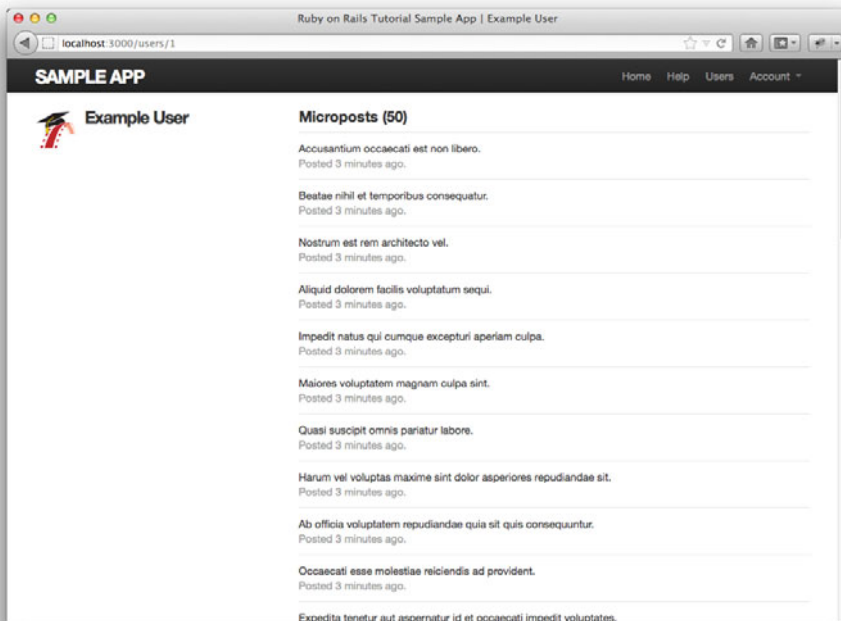 Ruby on Rails Tutorial Sample App | Example User
localhost:3000/users/1
SAMPLE APP
Home Help Users Account
Example User
Microposts (50)
Accusantium occaecati est non libero.
Posted 3 minutes ago.
Beatae nihil et temporibus consequatur.
Posted 3 minutes ago.
Nostrum est rem architecto vel.
Posted 3 minutes ago.
Aliquid dolorem facilis voluptatum sequi.
Posted 3 minutes ago.
Impedit natus qui cumque excepturi aperiam culpa.
Posted 3 minutes ago.
Maiores voluptatem magnam culpa sint.
Posted 3 minutes ago.
Quasi suscipit omnis pariatur labore.
Posted 3 minutes ago.
Harum vel voluptas maxime sint dolor asperiores repudiandae sit.
Posted 3 minutes ago.
Ab officia voluptatem repudiandae quia sit quis consequuntur.
Posted 3 minutes ago.
Occaecati esse molestiae reiciendis ad provident.
Posted 3 minutes ago.
Expedita tenetur aut aspernatur id et occaecati impedit voluptates.